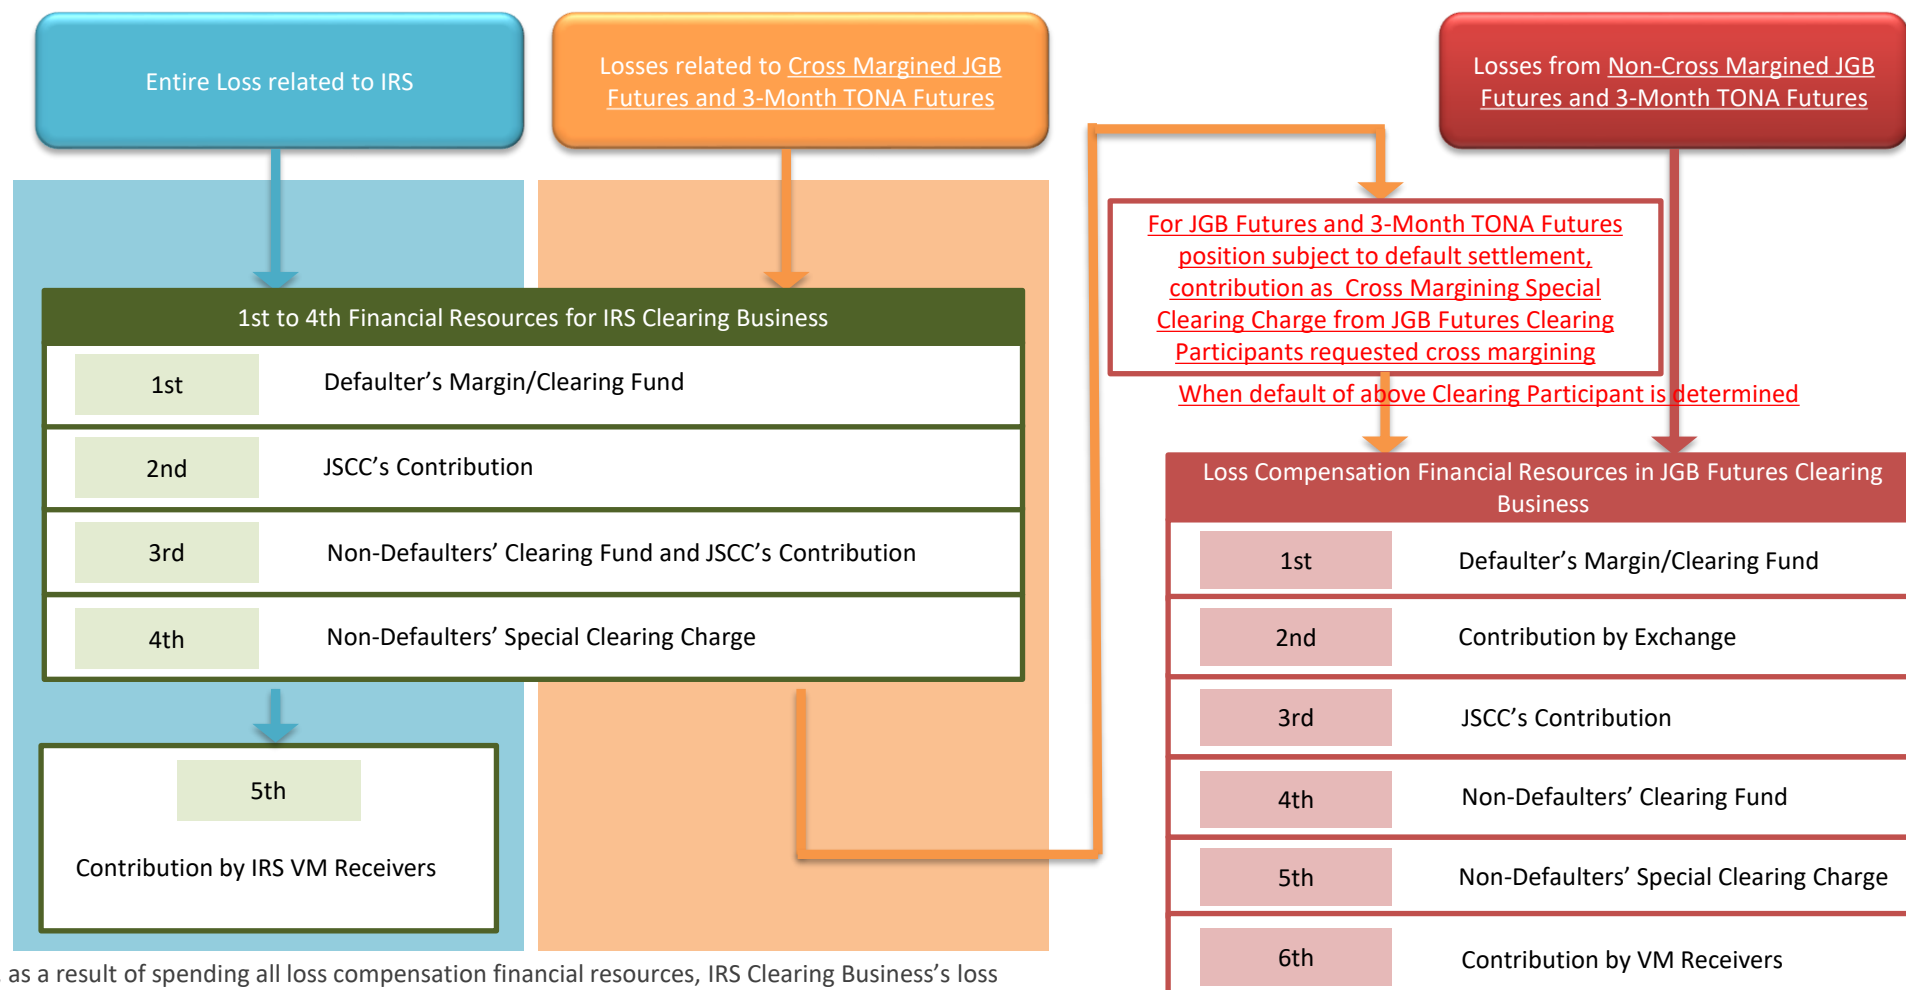 Entire Loss related to IRS
Losses related to Cross Margined JGB
Futures and 3-Month TONA Futures
Losses from Non-Cross Margined JGB
Futures and 3-Month TONA Futures
For JGB Futures and 3-Month TONA Futures
position subject to default settlement,
contribution as Cross Margining Special
Clearing Charge from JGB Futures Clearing
Participants requested cross margining
When default of above Clearing Participant is determined
1st to 4th Financial Resources for IRS Clearing Business
1st Defaulter’s Margin/Clearing Fund
2nd JSCC’s Contribution
3rd Non-Defaulters’ Clearing Fund and JSCC’s Contribution
4th Non-Defaulters’ Special Clearing Charge
5th
Contribution by IRS VM Receivers
Loss Compensation Financial Resources in JGB Futures Clearing
Business
1st Defaulter’s Margin/Clearing Fund
2nd Contribution by Exchange
3rd JSCC’s Contribution
4th Non-Defaulters’ Clearing Fund
5th Non-Defaulters’ Special Clearing Charge
6th Contribution by VM Receivers
as a result of spending all loss compensation financial resources, IRS Clearing Business’s loss